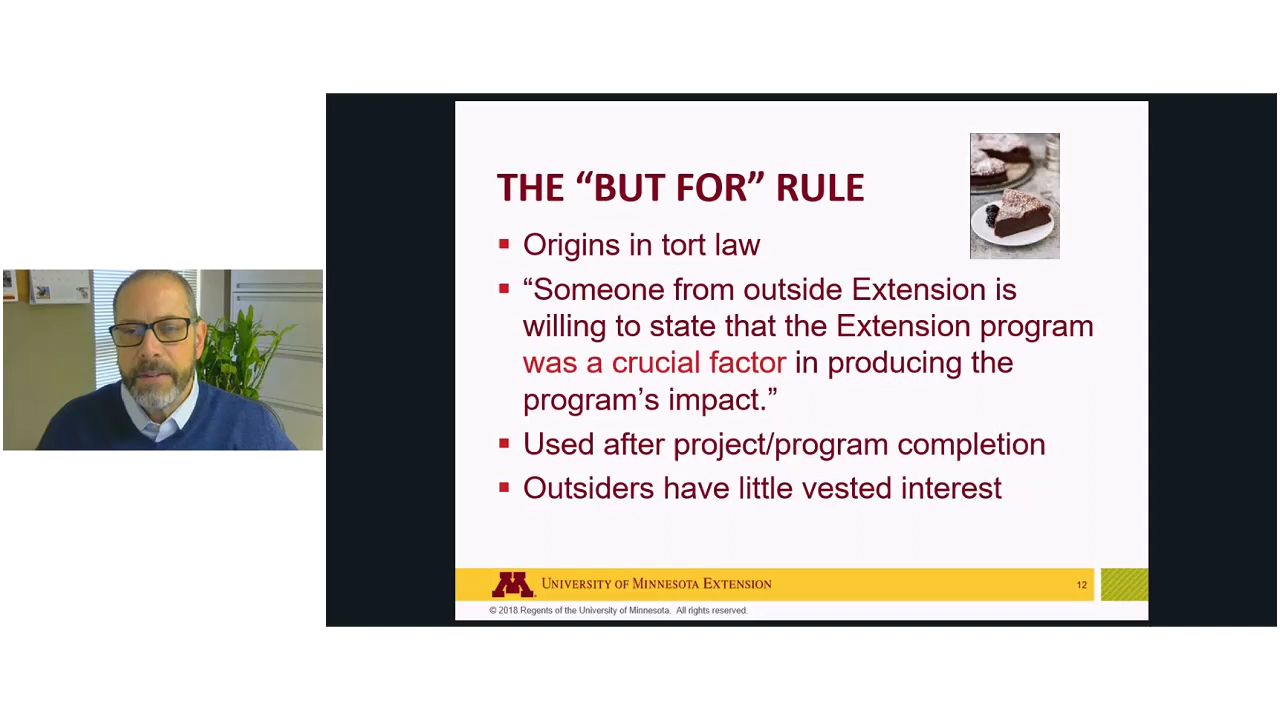 THE “BUT FOR” RULE
Origins in tort law
“Someone from outside Extension is
willing to state that the Extension program
was a crucial factor in producing the
program’s impact.”
Used after project/program completion
Outsiders have little vested interest
M UNIVERSITY OF MINNESOTA EXTENSION
12
© 2018 Regents of the University of Minnesota. All rights reserved.